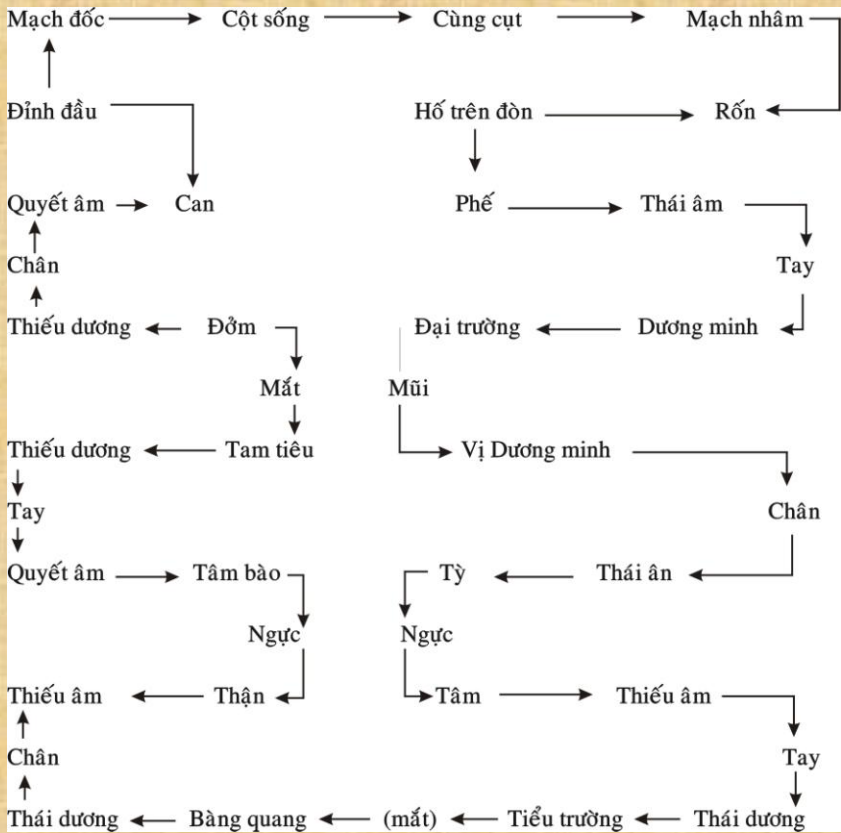 Mạch đốc Cột sống Cùng cụt Mạch nhâm
Đỉnh đầu Hố trên đòn Rốn
Quyết âm Can Phế Thái âm
Chân Tay
Thiếu dương Đởm Đại trường Dương minh
Mắt Mũi
Thiếu dương Tam tiêu Vị Dương minh
Tay Chân
Quyết âm Tâm bào Tỳ Thái ân
Ngực Ngực
Thiếu âm Thận Tâm Thiếu âm
Chân Tay
Thái dương Bàng quang (mắt) Tiểu trường Thái dương